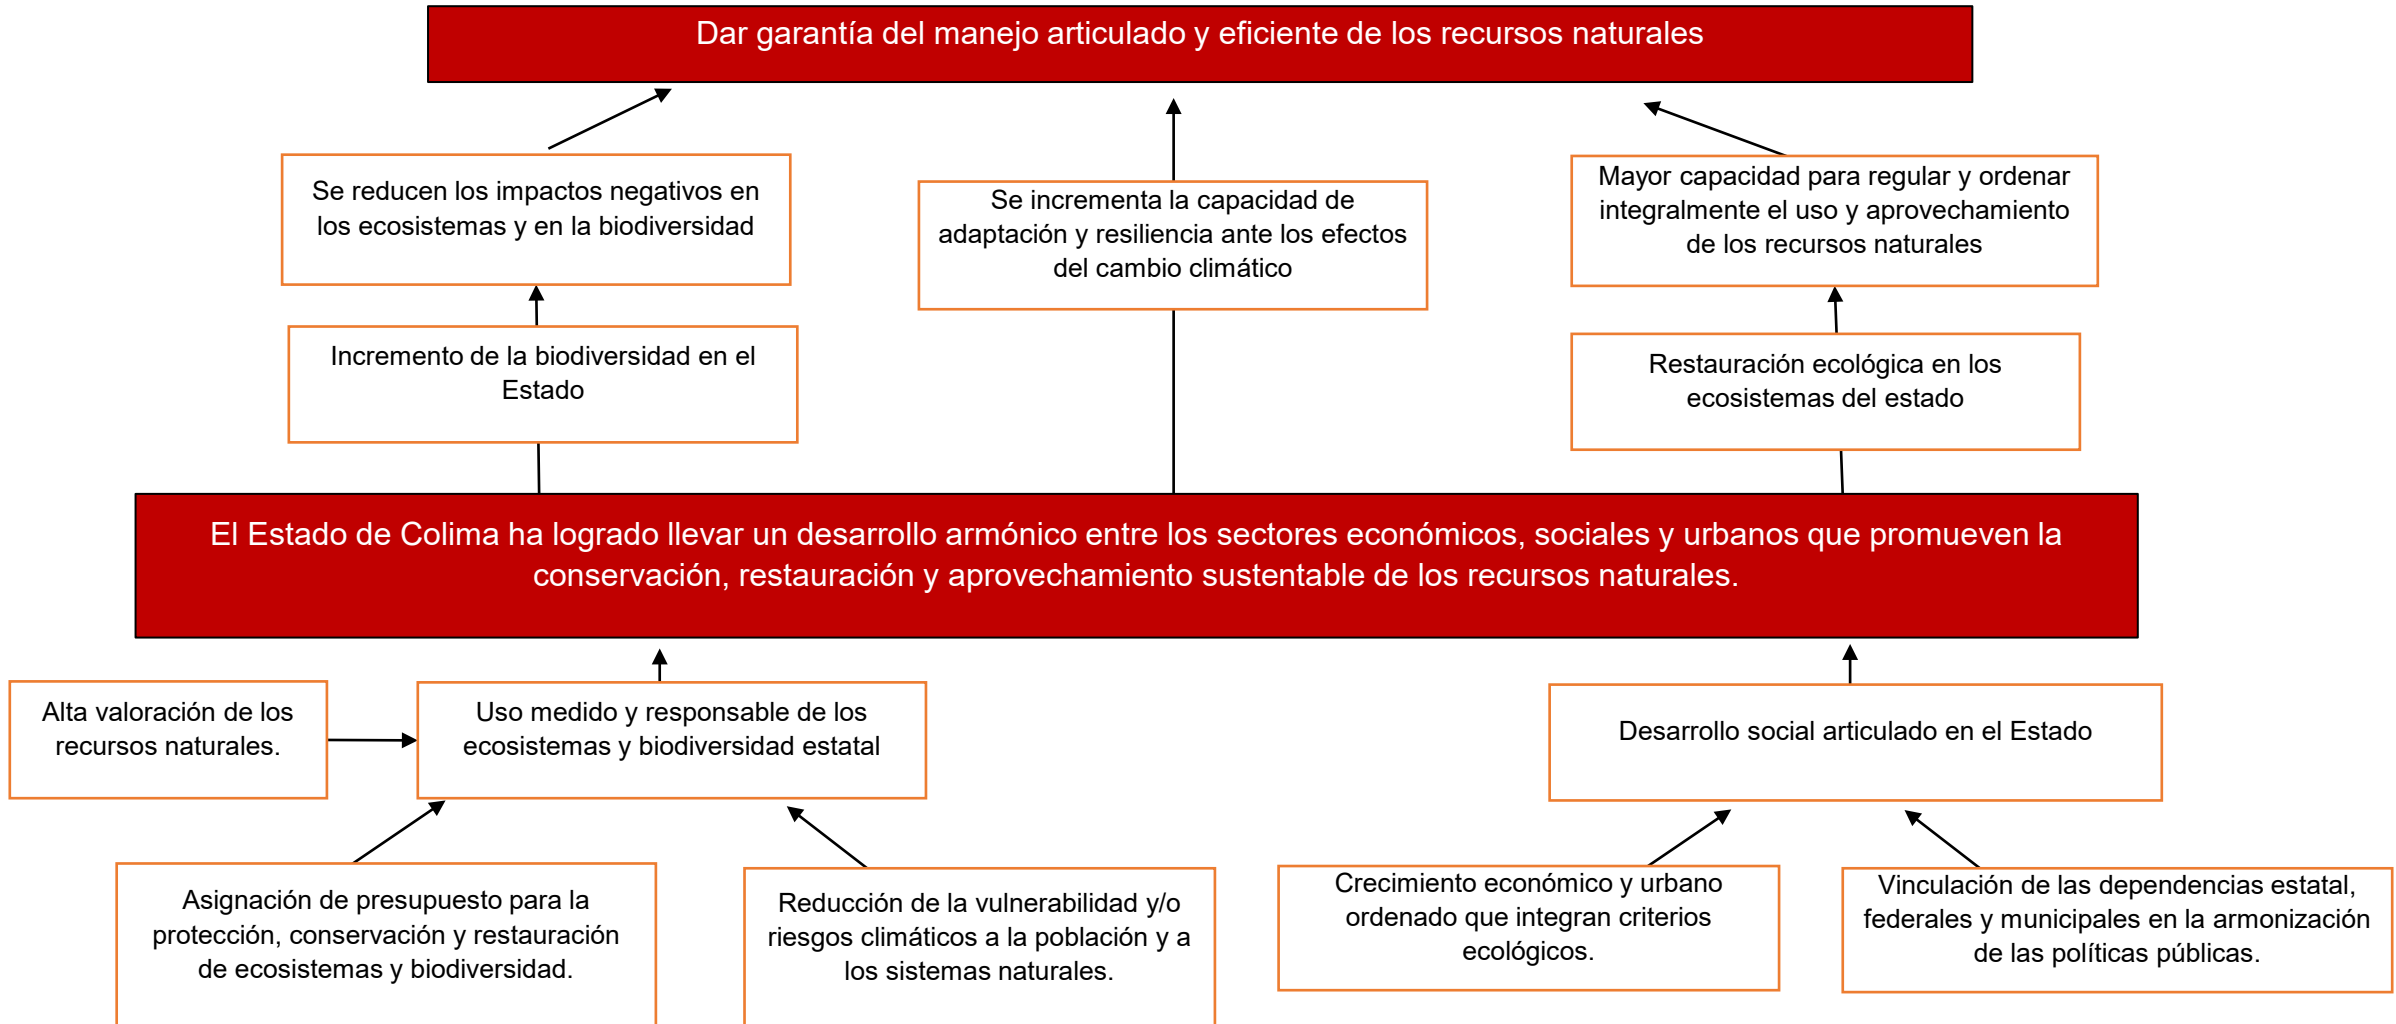 Dar garantía del manejo articulado y eficiente de los recursos naturales
Se reducen los impactos negativos en
los ecosistemas y en la biodiversidad
Se incrementa la capacidad de
adaptación y resiliencia ante los efectos
del cambio climático
Mayor capacidad para regular y ordenar
integralmente el uso y aprovechamiento
de los recursos naturales
Incremento de la biodiversidad en el
Estado
Restauración ecológica en los
ecosistemas del estado
El Estado de Colima ha logrado llevar un desarrollo armónico entre los sectores económicos, sociales y urbanos que promueven la
conservación, restauración y aprovechamiento sustentable de los recursos naturales.
Alta valoración de los
recursos naturales.
Uso medido y responsable de los
ecosistemas y biodiversidad estatal
Desarrollo social articulado en el Estado
Asignación de presupuesto para la
protección, conservación y restauración
de ecosistemas y biodiversidad.
Reducción de la vulnerabilidad y/o
riesgos climáticos a la población y a
los sistemas naturales.
Crecimiento económico y urbano
ordenado que integran criterios
ecológicos.
Vinculación de las dependencias estatal,
federales y municipales en la armonización
de las políticas públicas.